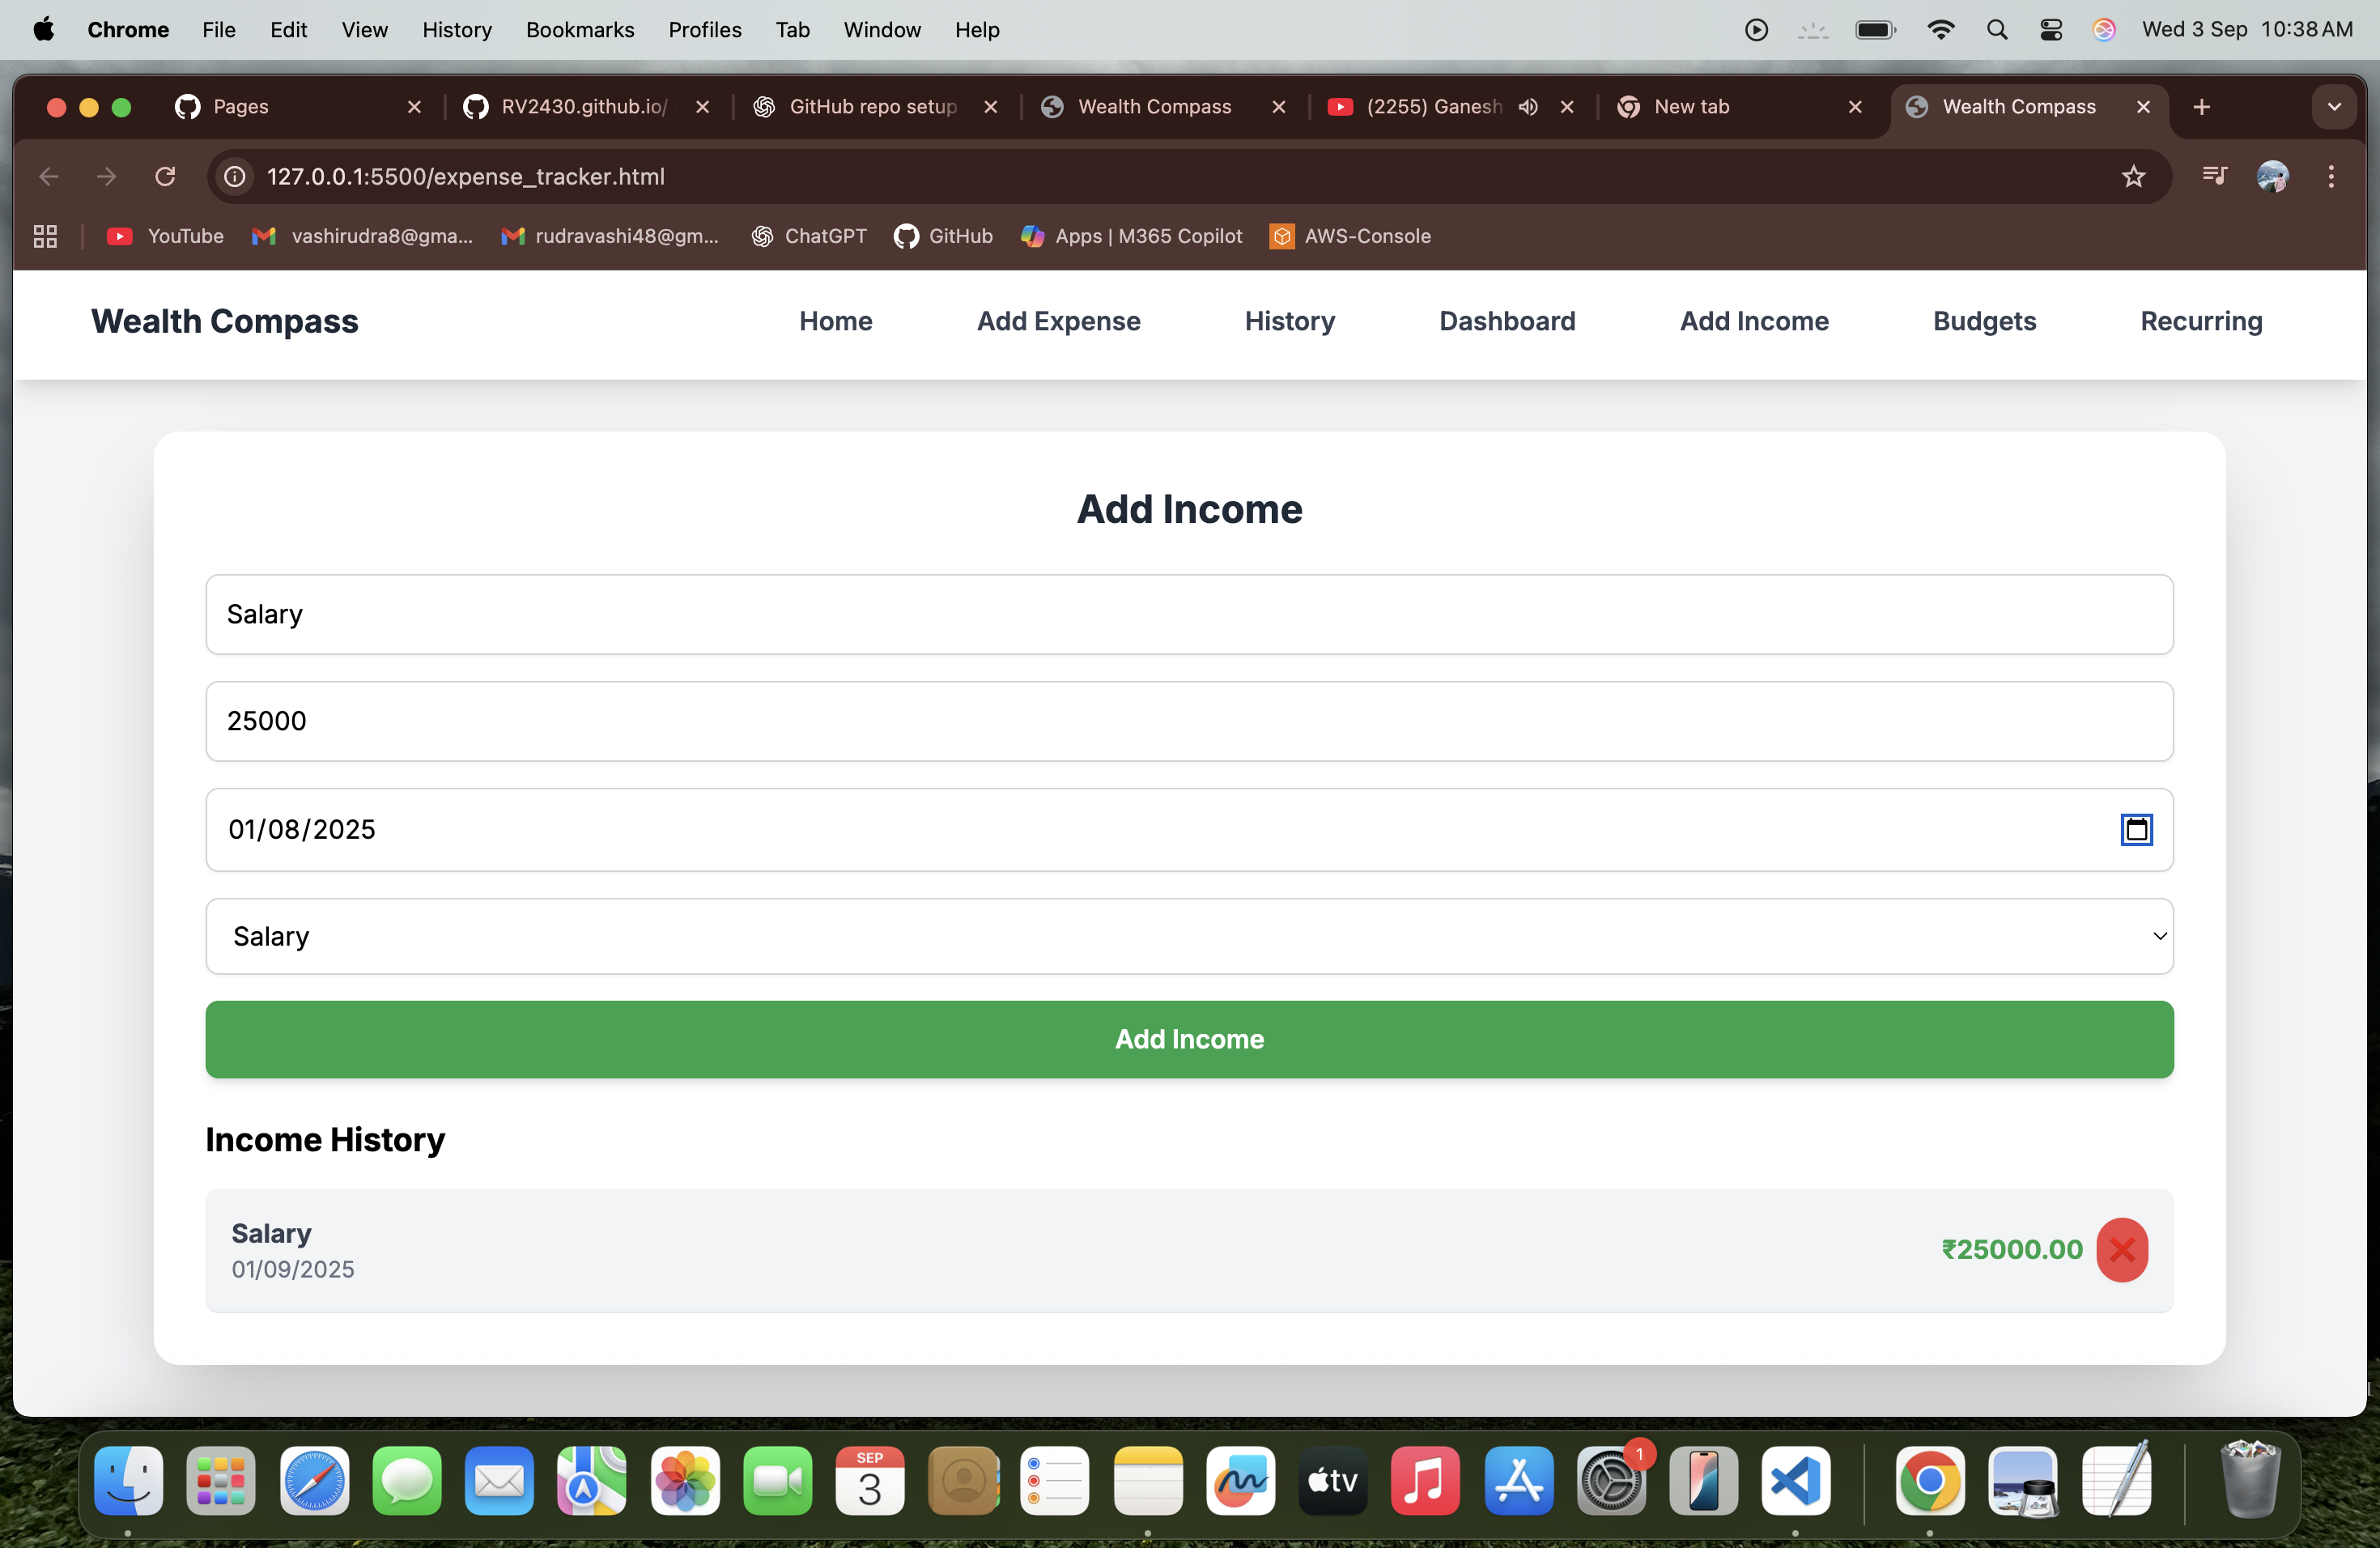 Chrome File Edit View History Bookmarks Profiles Tab Window Help Wed 3 Sep 10:38 AM
Pages RV2430.github.io/ GitHub repo setup Wealth Compass (2255) Ganesh New tab Wealth Compass
127.0.0.1:5500/expense_tracker.html
YouTube vashirudra8@gma... rudravashi48@gm... ChatGPT GitHub Apps | M365 Copilot AWS-Console
Wealth Compass Home Add Expense History Dashboard Add Income Budgets Recurring
Add Income
Salary
25000
01/08/2025
Salary
Add Income
Income History
Salary
01/09/2025
₹25000.00
SEP
3
tv
1